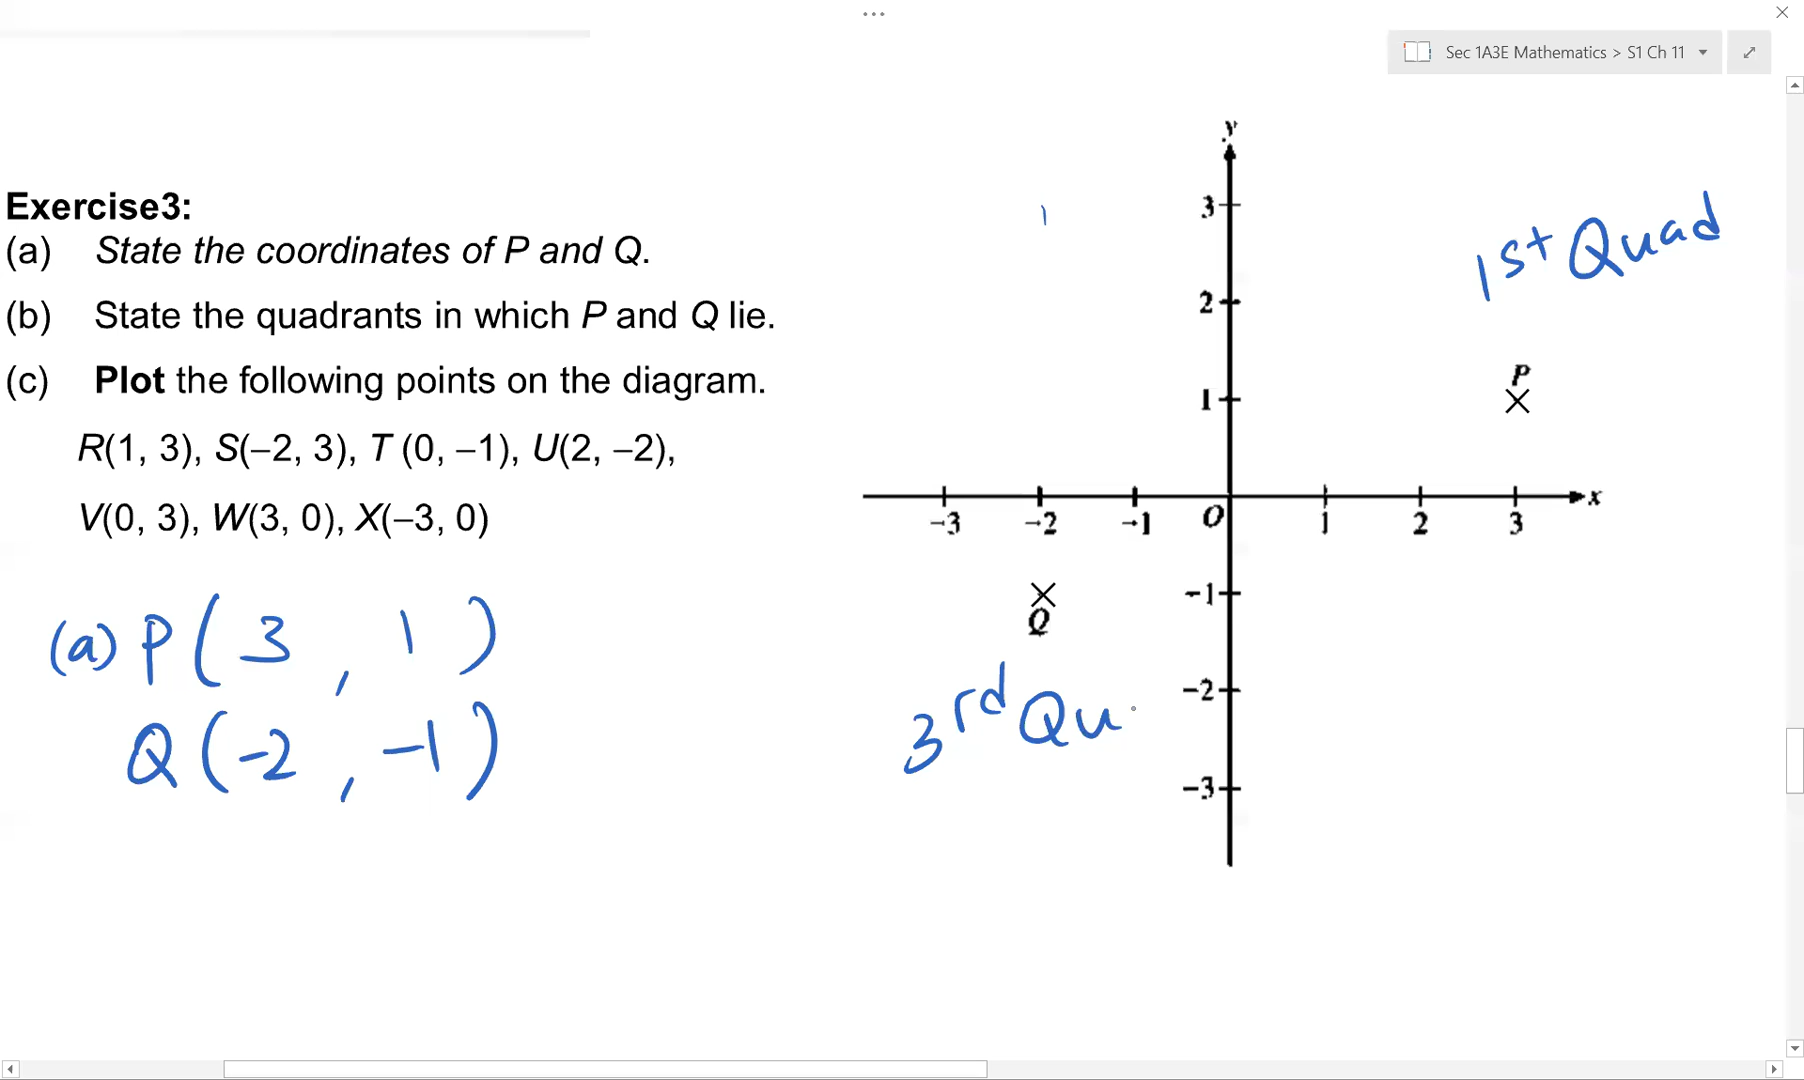 Sec 1A3E Mathematics > S1 Ch 11
Exercise3:
(a) State the coordinates of P and Q.
(b) State the quadrants in which P and Q lie.
(c) Plot the following points on the diagram.
R(1, 3), S(–2, 3), T (0, –1), U(2, –2),
V(0, 3), W(3, 0), X(–3, 0)
(a) P ( 3 , 1 )
Q ( -2 , -1 )
y
3
1st Quad
2
P
1
x
-3 -2 -1 O 1 2 3
-1
Q
-2
3rd Qu
-3